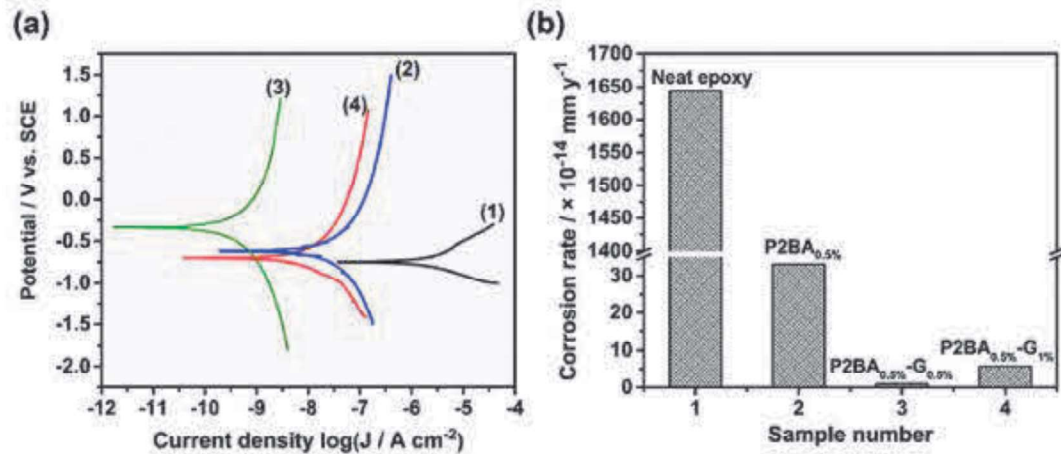 (a)
1.5
1.0
0.5
0.0
-0.5
-1.0
-1.5
-2.0
Potential / V vs. SCE
(3)
(2)
(4)
(1)
-12 -11 -10 -9 -8 -7 -6 -5 -4
Current density log(J / A cm⁻²)
(b)
1700
1650
1600
1550
1500
1450
1400
30
20
10
0
Corrosion rate / × 10⁻¹⁴ mm y⁻¹
Neat epoxy
P2BA₀.₅%
P2BA₀.₅%-G₀.₅%
P2BA₀.₅%-G₁%
1 2 3 4
Sample number